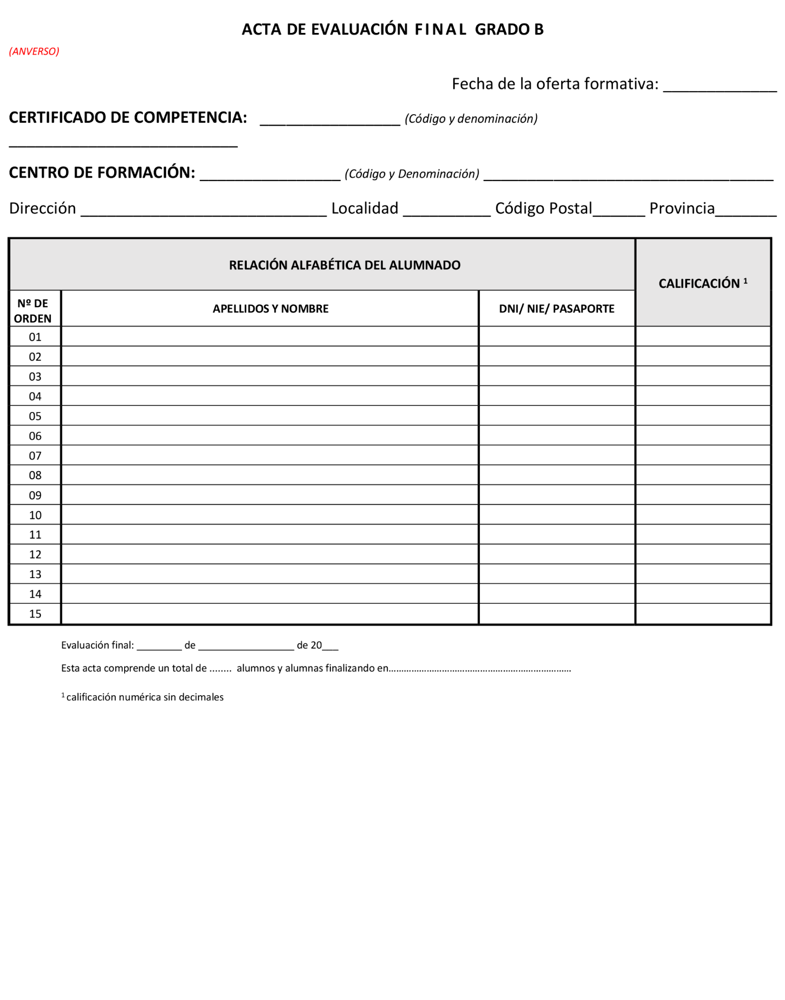 ACTA DE EVALUACIÓN FINAL GRADO B
(ANVERSO)
Fecha de la oferta formativa: _____________
CERTIFICADO DE COMPETENCIA: ________________ (Código y denominación)
__________________________
CENTRO DE FORMACIÓN: ________________ (Código y Denominación) _________________________________
Dirección ____________________________ Localidad __________ Código Postal______ Provincia_______
RELACIÓN ALFABÉTICA DEL ALUMNADO
CALIFICACIÓN ¹
Nº DE
ORDEN
APELLIDOS Y NOMBRE
DNI/ NIE/ PASAPORTE
01
02
03
04
05
06
07
08
09
10
11
12
13
14
15
Evaluación final: ________ de _________________ de 20___
Esta acta comprende un total de ........ alumnos y alumnas finalizando en........................................................................
¹ calificación numérica sin decimales